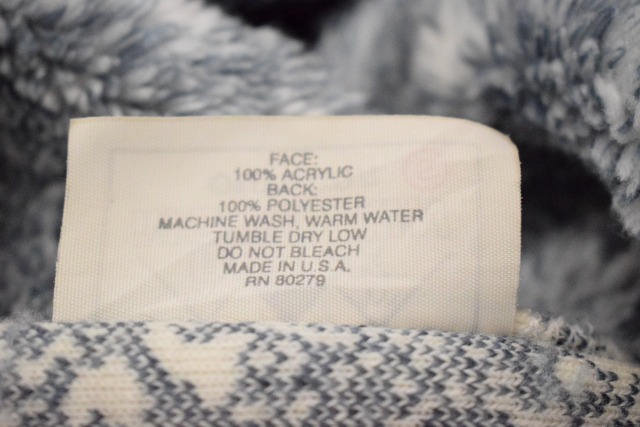 FACE:
100% ACRYLIC
BACK:
100% POLYESTER
MACHINE WASH, WARM WATER
TUMBLE DRY LOW
DO NOT BLEACH
MADE IN U.S.A.
RN 80279